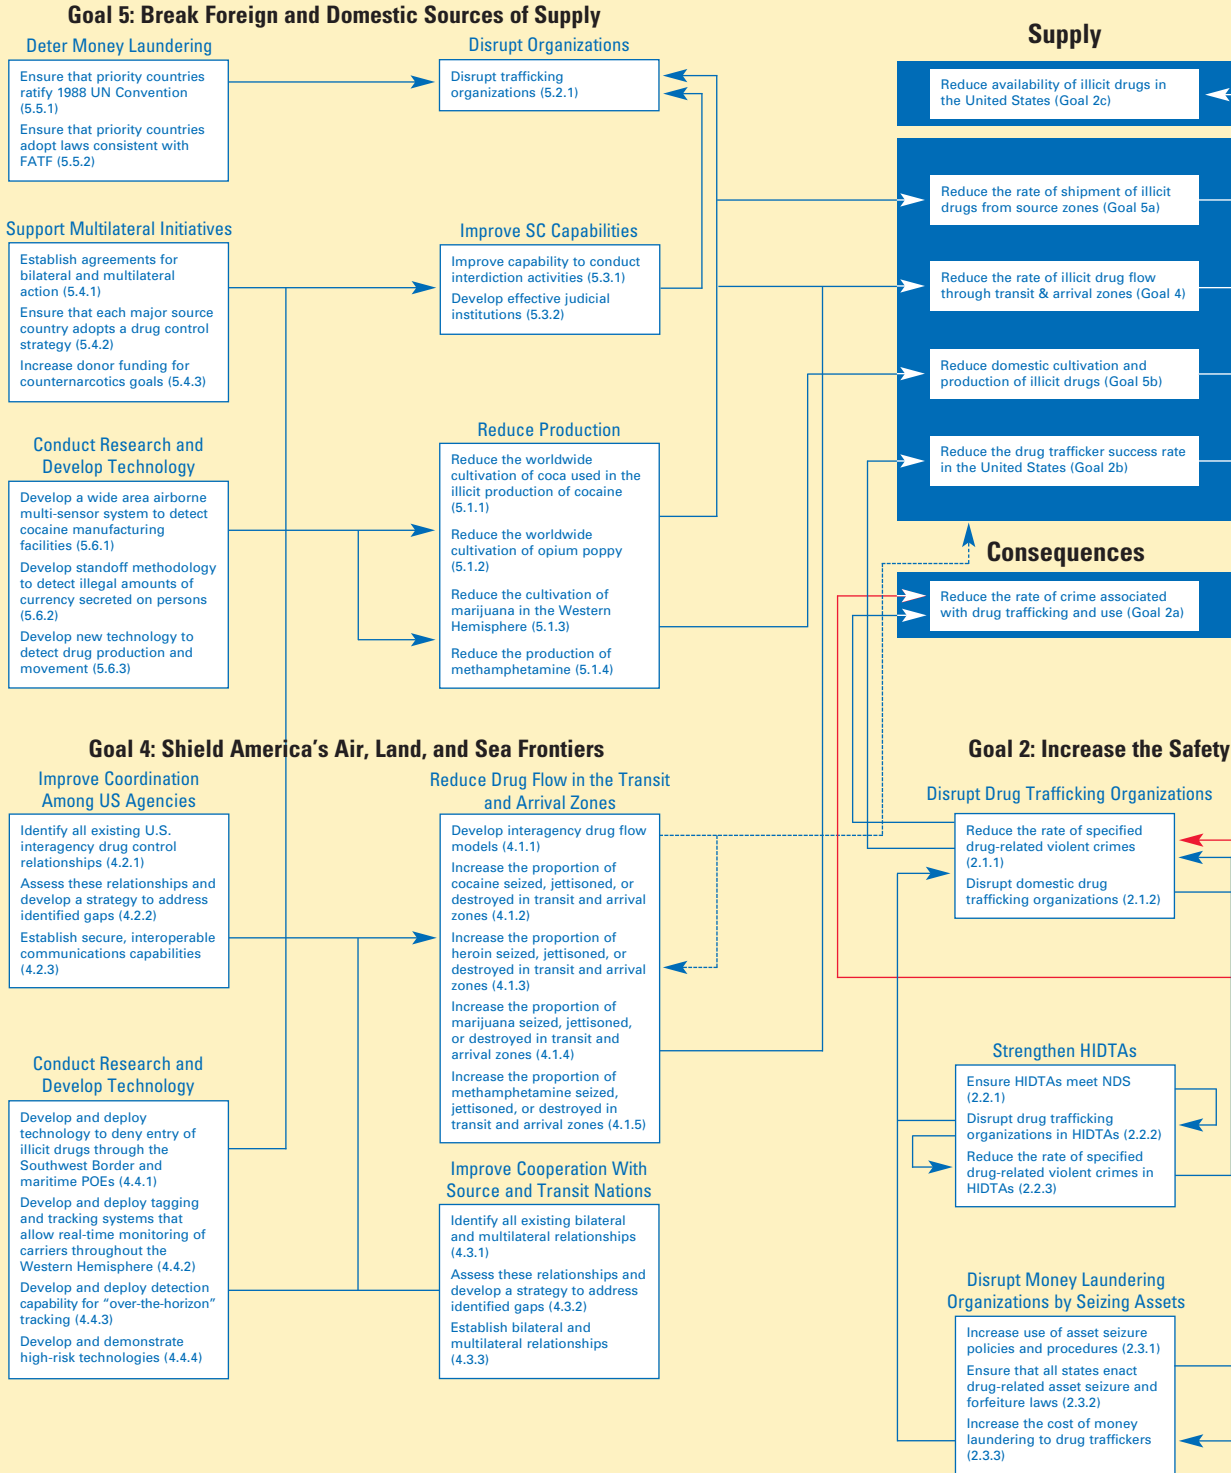 Goal 5: Break Foreign and Domestic Sources of Supply
Deter Money Laundering
Ensure that priority countries
ratify 1988 UN Convention
(5.5.1)
Ensure that priority countries
adopt laws consistent with
FATF (5.5.2)
Disrupt Organizations
Disrupt trafficking
organizations (5.2.1)
Support Multilateral Initiatives
Establish agreements for
bilateral and multilateral
action (5.4.1)
Ensure that each major source
country adopts a drug control
strategy (5.4.2)
Increase donor funding for
counternarcotics goals (5.4.3)
Improve SC Capabilities
Improve capability to conduct
interdiction activities (5.3.1)
Develop effective judicial
institutions (5.3.2)
Conduct Research and
Develop Technology
Develop a wide area airborne
multi-sensor system to detect
cocaine manufacturing
facilities (5.6.1)
Develop standoff methodology
to detect illegal amounts of
currency secreted on persons
(5.6.2)
Develop new technology to
detect drug production and
movement (5.6.3)
Reduce Production
Reduce the worldwide
cultivation of coca used in the
illicit production of cocaine
(5.1.1)
Reduce the worldwide
cultivation of opium poppy
(5.1.2)
Reduce the cultivation of
marijuana in the Western
Hemisphere (5.1.3)
Reduce the production of
methamphetamine (5.1.4)
Supply
Reduce availability of illicit drugs in
the United States (Goal 2c)
Reduce the rate of shipment of illicit
drugs from source zones (Goal 5a)
Reduce the rate of illicit drug flow
through transit & arrival zones (Goal 4)
Reduce domestic cultivation and
production of illicit drugs (Goal 5b)
Reduce the drug trafficker success rate
in the United States (Goal 2b)
Consequences
Reduce the rate of crime associated
with drug trafficking and use (Goal 2a)
Goal 4: Shield America's Air, Land, and Sea Frontiers
Improve Coordination
Among US Agencies
Identify all existing U.S.
interagency drug control
relationships (4.2.1)
Assess these relationships and
develop a strategy to address
identified gaps (4.2.2)
Establish secure, interoperable
communications capabilities
(4.2.3)
Reduce Drug Flow in the Transit
and Arrival Zones
Develop interagency drug flow
models (4.1.1)
Increase the proportion of
cocaine seized, jettisoned, or
destroyed in transit and arrival
zones (4.1.2)
Increase the proportion of
heroin seized, jettisoned, or
destroyed in transit and arrival
zones (4.1.3)
Increase the proportion of
marijuana seized, jettisoned,
or destroyed in transit and
arrival zones (4.1.4)
Increase the proportion of
methamphetamine seized,
jettisoned, or destroyed in
transit and arrival zones (4.1.5)
Conduct Research and
Develop Technology
Develop and deploy
technology to deny entry of
illicit drugs through the
Southwest Border and
maritime POEs (4.4.1)
Develop and deploy tagging
and tracking systems that
allow real-time monitoring of
carriers throughout the
Western Hemisphere (4.4.2)
Develop and deploy detection
capability for “over-the-horizon”
tracking (4.4.3)
Develop and demonstrate
high-risk technologies (4.4.4)
Improve Cooperation With
Source and Transit Nations
Identify all existing bilateral
and multilateral relationships
(4.3.1)
Assess these relationships and
develop a strategy to address
identified gaps (4.3.2)
Establish bilateral and
multilateral relationships
(4.3.3)
Goal 2: Increase the Safety
Disrupt Drug Trafficking Organizations
Reduce the rate of specified
drug-related violent crimes
(2.1.1)
Disrupt domestic drug
trafficking organizations (2.1.2)
Strengthen HIDTAs
Ensure HIDTAs meet NDS
(2.2.1)
Disrupt drug trafficking
organizations in HIDTAs (2.2.2)
Reduce the rate of specified
drug-related violent crimes in
HIDTAs (2.2.3)
Disrupt Money Laundering
Organizations by Seizing Assets
Increase use of asset seizure
policies and procedures (2.3.1)
Ensure that all states enact
drug-related asset seizure and
forfeiture laws (2.3.2)
Increase the cost of money
laundering to drug traffickers
(2.3.3)